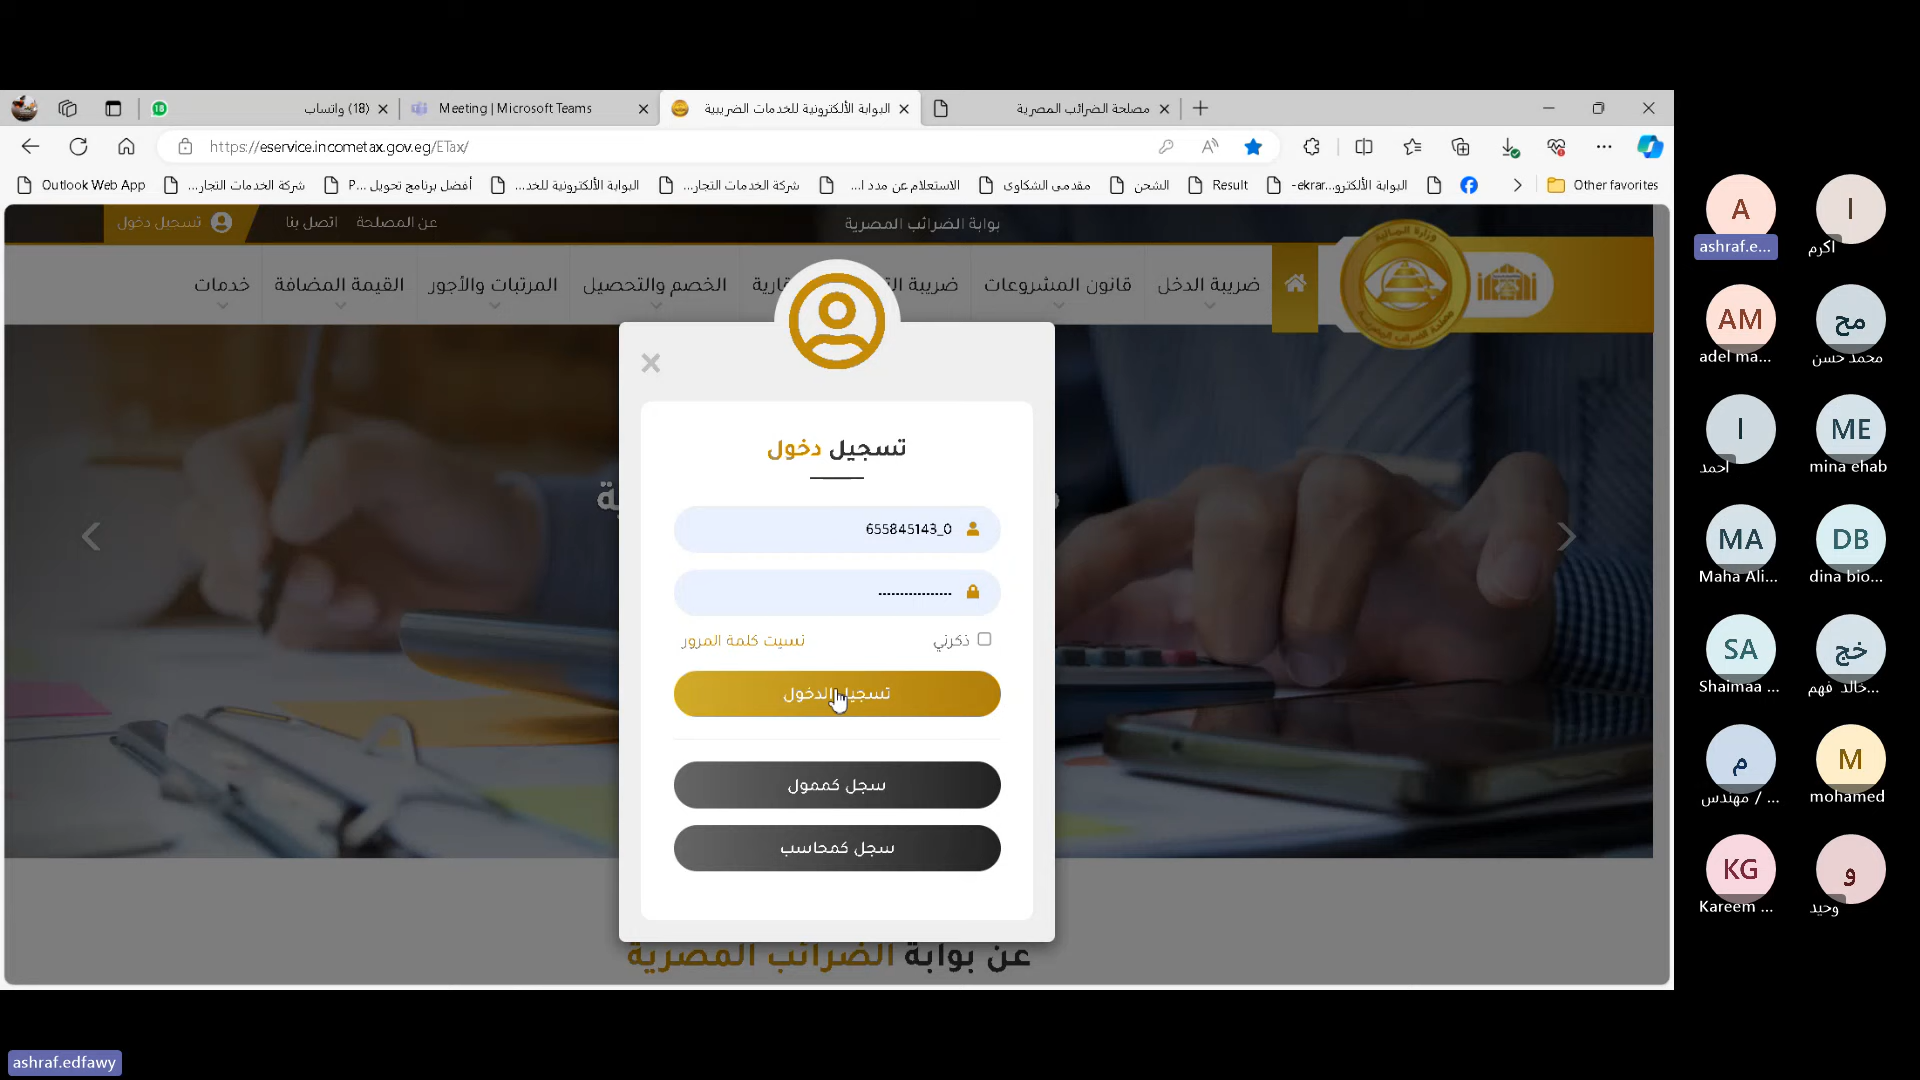 (18) واتساب
Meeting | Microsoft Teams
البوابة الألكترونية للخدمات الضريبية
مصلحة الضرائب المصرية
https://eservice.incometax.gov.eg/ETax/
Outlook Web App
شركة الخدمات التجار...
أفضل برنامج تحويل P...
البوابة الألكترونية للخد...
شركة الخدمات التجار...
الاستعلام عن مدد ا...
مقدمى الشكاوى
الشحن
Result
البوابة الألكترو...ekrar-
Other favorites
بوابة الضرائب المصرية
عن المصلحة
اتصل بنا
تسجيل دخول
ضريبة الدخل
قانون المشروعات
ضريبة
الخصم والتحصيل
المرتبات والأجور
القيمة المضافة
خدمات
تسجيل دخول
655845143_0
ذكرني
نسيت كلمة المرور
تسجيل الدخول
سجل كممول
سجل كمحاسب
عن بوابة الضرائب المصرية
A
ashraf.e...
ا
اكرم
AM
adel ma...
مح
محمد حسن
ا
احمد
ME
mina ehab
MA
Maha Ali...
DB
dina bio...
SA
Shaimaa ...
خج
خالد فهم...
م
مهندس / ...
M
mohamed
KG
Kareem ...
و
وحيد
ashraf.edfawy